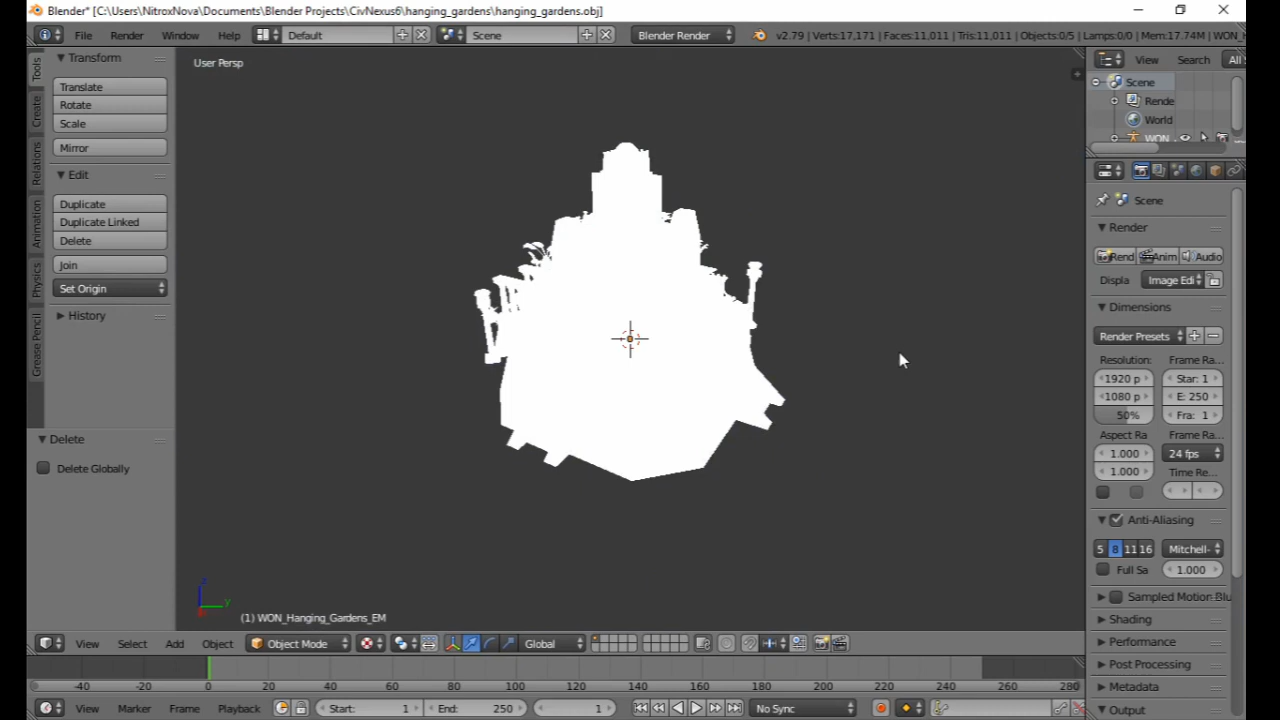 Blender* [C:\Users\NitroxNova\Documents\Blender Projects\CivNexus6\hanging_gardens\hanging_gardens.obj]
File Render Window Help Default Scene Blender Render v2.79 | Verts:17,171 | Faces:11,011 | Tris:11,011 | Objects:0/5 | Lamps:0/0 | Mem:17.74M | WON_
Tools
Create
Relations
Animation
Physics
Grease Pencil
Transform
Translate
Rotate
Scale
Mirror
Edit
Duplicate
Duplicate Linked
Delete
Join
Set Origin
History
Delete
Delete Globally
User Persp
z
y
(1) WON_Hanging_Gardens_EM
View Search All S
Scene
Rende
World
WON_
Scene
Render
Rend Anim Audio
Displa Image Edi
Dimensions
Render Presets
Resolution: Frame Ra...
1920 p Star: 1
1080 p E: 250
50% Fra: 1
Aspect Ra Frame Ra...
1.000 24 fps
1.000 Time Re...
Anti-Aliasing
5 8 11 16 Mitchell-
Full Sa 1.000
Sampled Motion Blu
Shading
Performance
Post Processing
Metadata
Output
View Select Add Object Object Mode Global
-40 -20 0 20 40 60 80 100 120 140 160 180 200 220 240 260 280
View Marker Frame Playback Start: 1 End: 250 1 No Sync